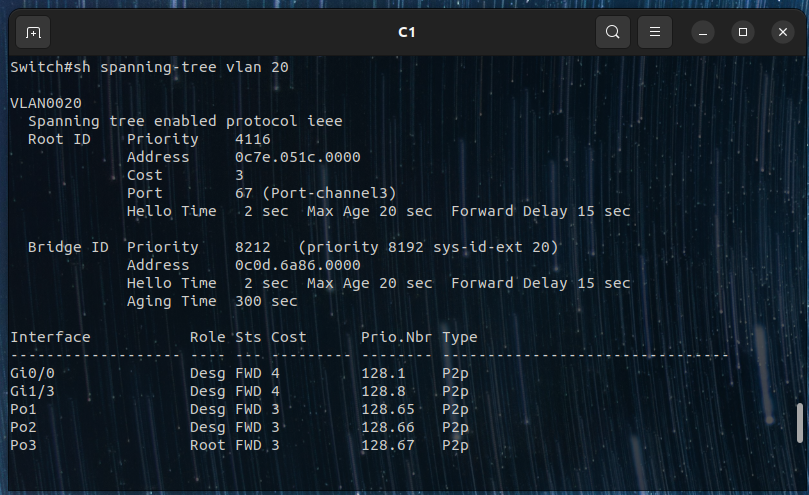 C1
Switch#sh spanning-tree vlan 20
VLAN0020
  Spanning tree enabled protocol ieee
  Root ID    Priority    4116
             Address     0c7e.051c.0000
             Cost        3
             Port        67 (Port-channel3)
             Hello Time   2 sec  Max Age 20 sec  Forward Delay 15 sec
  Bridge ID  Priority    8212   (priority 8192 sys-id-ext 20)
             Address     0c0d.6a86.0000
             Hello Time   2 sec  Max Age 20 sec  Forward Delay 15 sec
             Aging Time  300 sec
Interface           Role Sts Cost      Prio.Nbr Type
------------------- ---- --- --------- -------- --------------------------------
Gi0/0               Desg FWD 4         128.1    P2p
Gi1/3               Desg FWD 4         128.8    P2p
Po1                 Desg FWD 3         128.65   P2p
Po2                 Desg FWD 3         128.66   P2p
Po3                 Root FWD 3         128.67   P2p